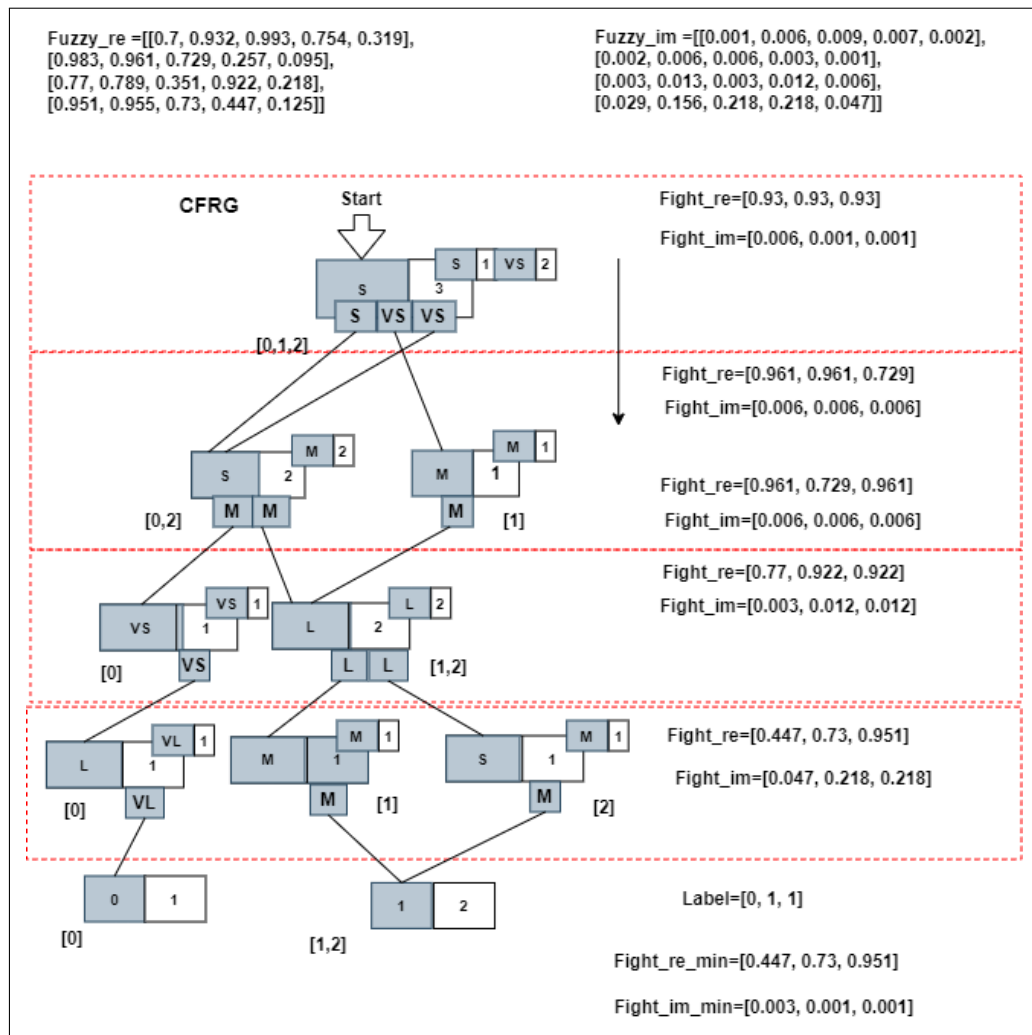 Fuzzy_re =[[0.7, 0.932, 0.993, 0.754, 0.319],
[0.983, 0.961, 0.729, 0.257, 0.095],
[0.77, 0.789, 0.351, 0.922, 0.218],
[0.951, 0.955, 0.73, 0.447, 0.125]]
Fuzzy_im =[[0.001, 0.006, 0.009, 0.007, 0.002],
[0.002, 0.006, 0.006, 0.003, 0.001],
[0.003, 0.013, 0.003, 0.012, 0.006],
[0.029, 0.156, 0.218, 0.218, 0.047]]
CFRG
Start
Fight_re=[0.93, 0.93, 0.93]
Fight_im=[0.006, 0.001, 0.001]
S 1 VS 2
S 3
S VS VS
[0,1,2]
Fight_re=[0.961, 0.961, 0.729]
Fight_im=[0.006, 0.006, 0.006]
M 2
S 2
M M
[0,2]
M 1
M 1
M
[1]
Fight_re=[0.961, 0.729, 0.961]
Fight_im=[0.006, 0.006, 0.006]
Fight_re=[0.77, 0.922, 0.922]
Fight_im=[0.003, 0.012, 0.012]
VS 1
VS 1
VS
[0]
L 2
L 2
L L
[1,2]
Fight_re=[0.447, 0.73, 0.951]
Fight_im=[0.047, 0.218, 0.218]
VL 1
L 1
VL
[0]
M 1
M 1
M
[1]
M 1
S 1
M
[2]
0 1
[0]
1 2
[1,2]
Label=[0, 1, 1]
Fight_re_min=[0.447, 0.73, 0.951]
Fight_im_min=[0.003, 0.001, 0.001]